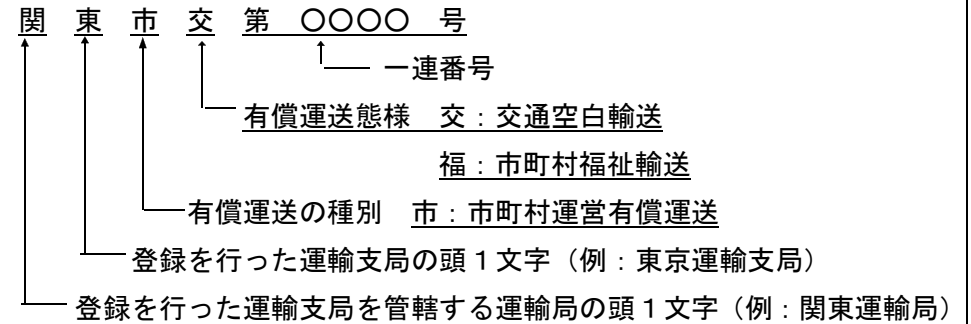 関 東 市 交 第 〇〇〇〇 号
一連番号
有償運送態様 交：交通空白輸送
福：市町村福祉輸送
有償運送の種別 市：市町村運営有償運送
登録を行った運輸支局の頭１文字（例：東京運輸支局）
登録を行った運輸支局を管轄する運輸局の頭１文字（例：関東運輸局）